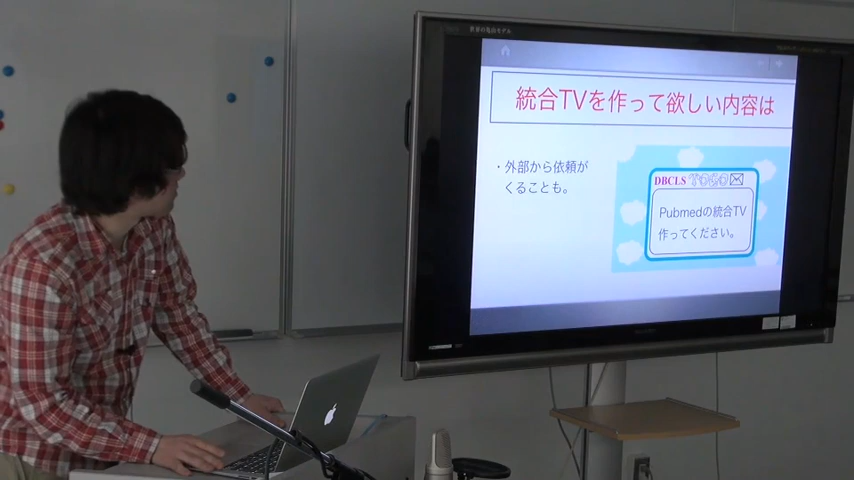 統合TVを作って欲しい内容は
・外部から依頼が
くることも。
DBCLS TOGO
Pubmedの統合TV
作ってください。